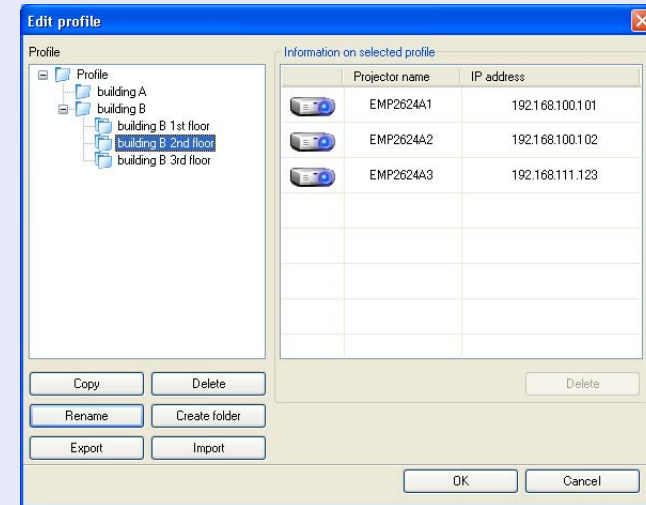 Edit profile
Profile
Profile
building A
building B
building B 1st floor
building B 2nd floor
building B 3rd floor
Copy
Delete
Rename
Create folder
Export
Import
Information on selected profile
Projector name IP address
EMP2624A1 192.168.100.101
EMP2624A2 192.168.100.102
EMP2624A3 192.168.111.123
Delete
OK
Cancel